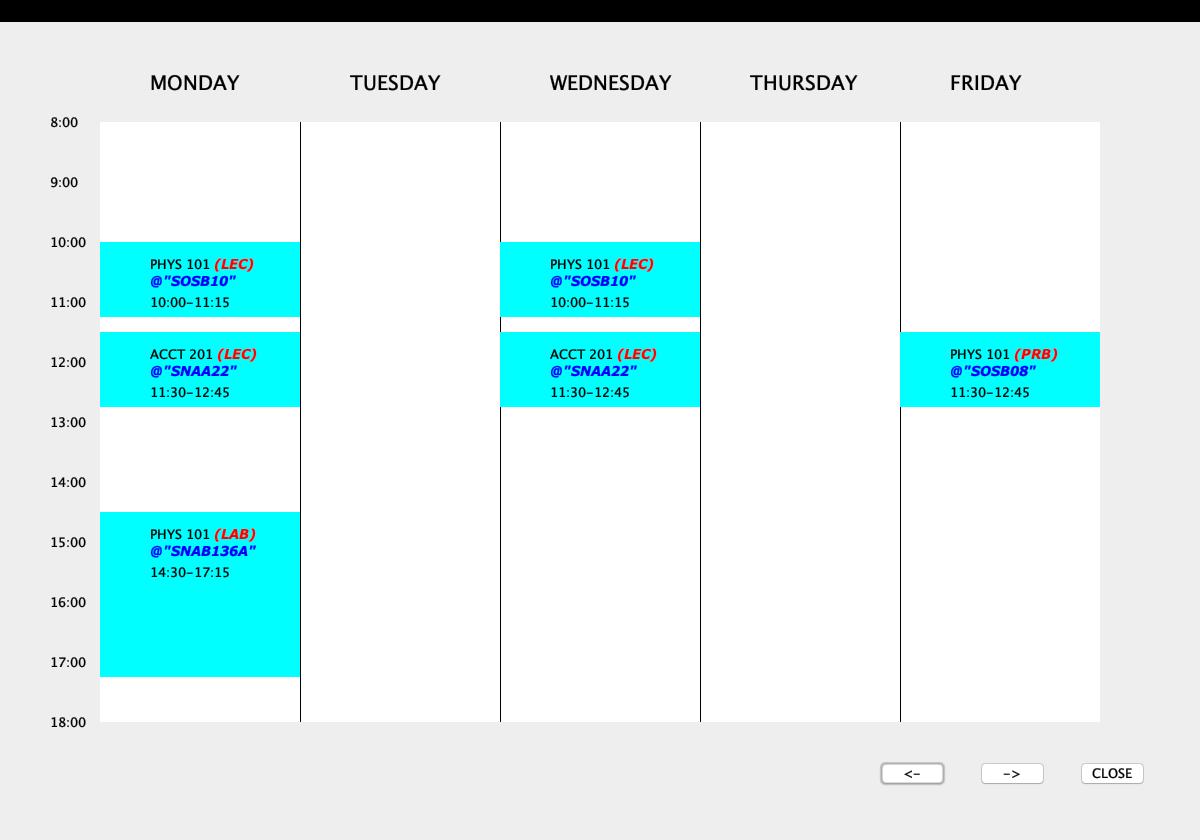 MONDAY TUESDAY WEDNESDAY THURSDAY FRIDAY
8:00
9:00
10:00
PHYS 101 (LEC) PHYS 101 (LEC)
@"SOSB10" @"SOSB10"
11:00 10:00-11:15 10:00-11:15
ACCT 201 (LEC) ACCT 201 (LEC) PHYS 101 (PRB)
12:00 @"SNAA22" @"SNAA22" @"SOSB08"
11:30-12:45 11:30-12:45 11:30-12:45
13:00
14:00
PHYS 101 (LAB)
15:00 @"SNAB136A"
14:30-17:15
16:00
17:00
18:00
<- -> CLOSE